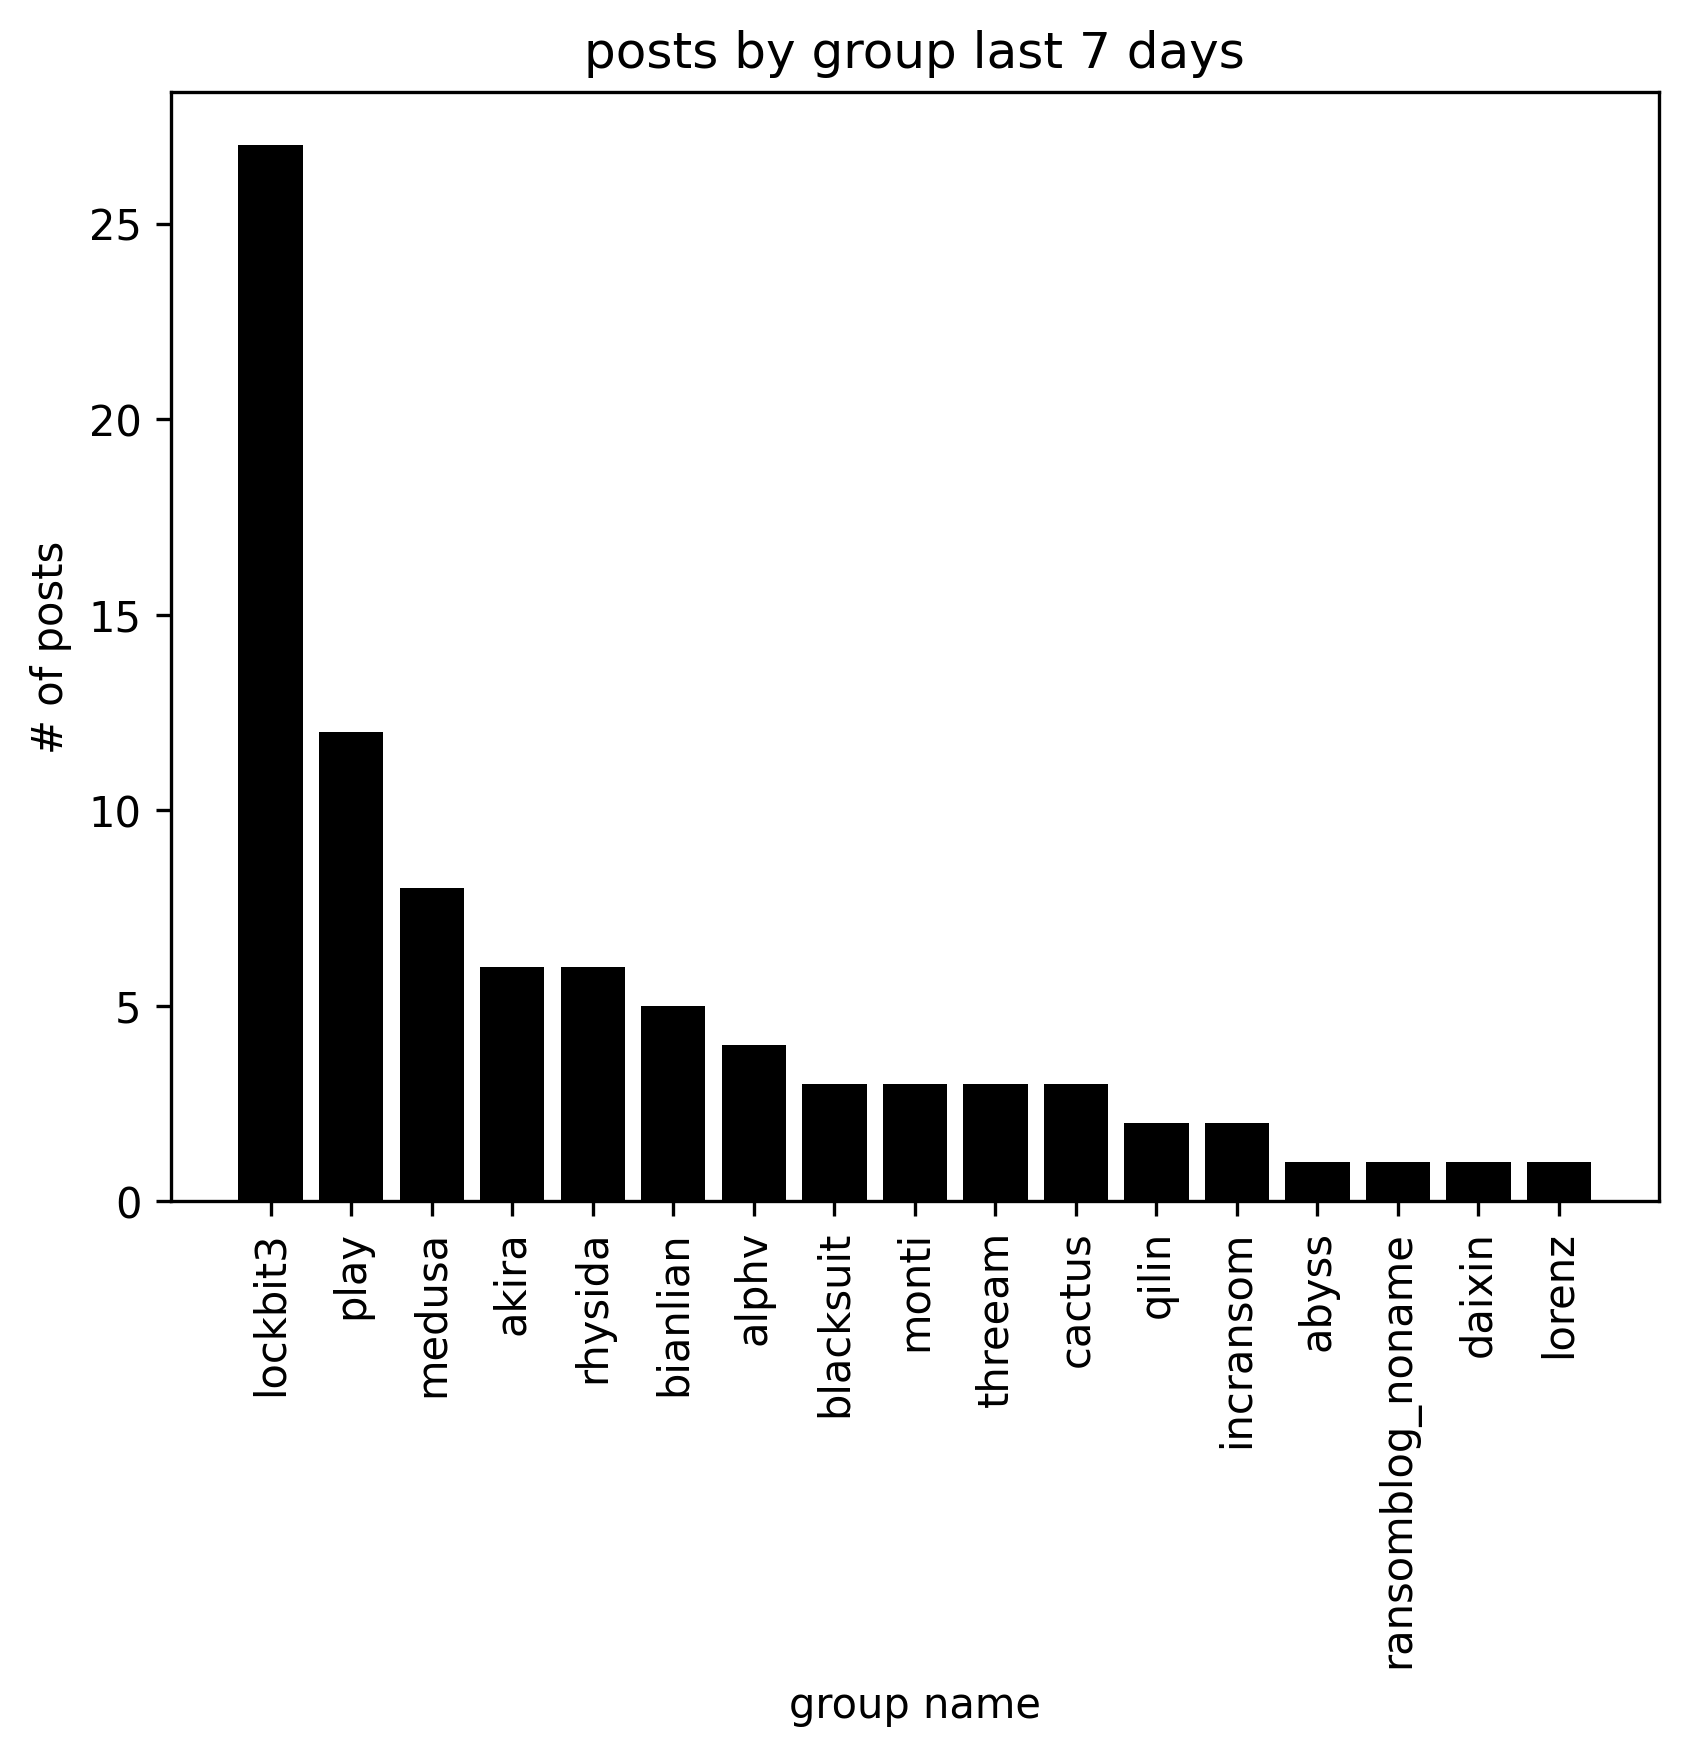 posts by group last 7 days
# of posts
25
20
15
10
5
0
lockbit3
play
medusa
akira
rhysida
bianlian
alphv
blacksuit
monti
threeam
cactus
qilin
incransom
abyss
ransomblog_noname
daixin
lorenz
group name